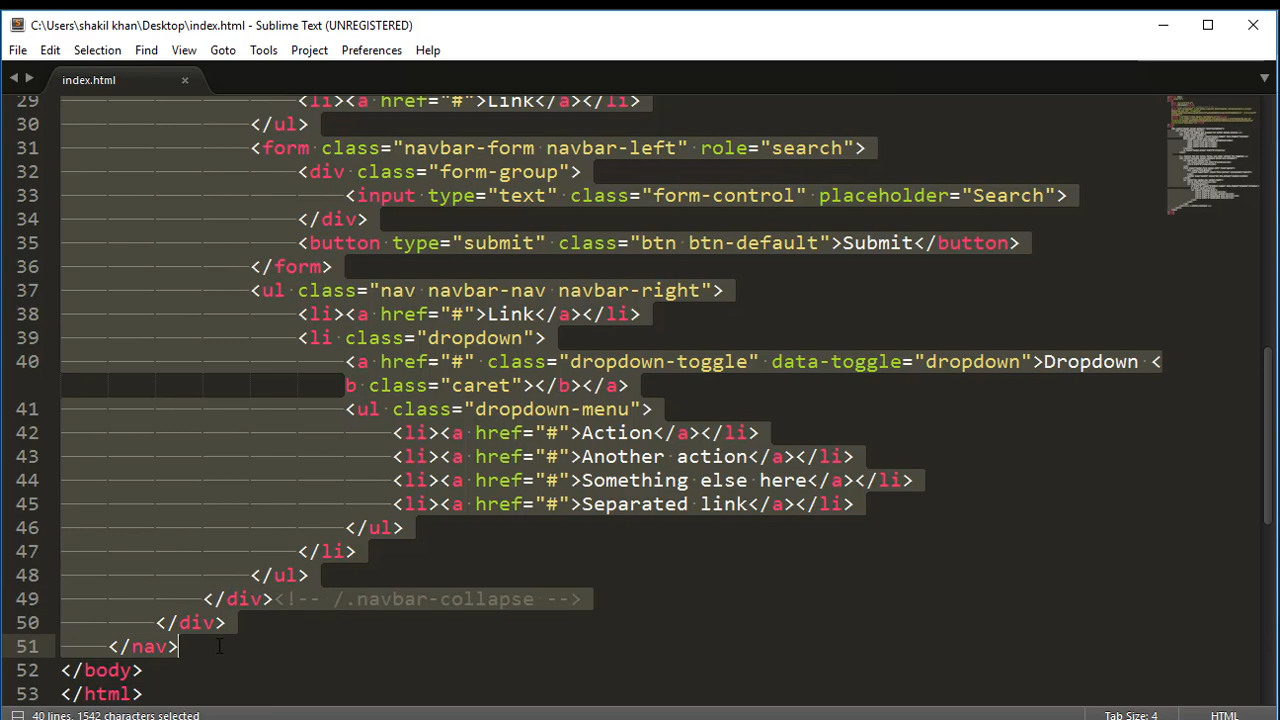 C:\Users\shakil khan\Desktop\index.html - Sublime Text (UNREGISTERED)
File Edit Selection Find View Goto Tools Project Preferences Help
index.html
29 <li><a href="#">Link</a></li>
30 </ul>
31 <form class="navbar-form navbar-left" role="search">
32 <div class="form-group">
33 <input type="text" class="form-control" placeholder="Search">
34 </div>
35 <button type="submit" class="btn btn-default">Submit</button>
36 </form>
37 <ul class="nav navbar-nav navbar-right">
38 <li><a href="#">Link</a></li>
39 <li class="dropdown">
40 <a href="#" class="dropdown-toggle" data-toggle="dropdown">Dropdown <
b class="caret"></b></a>
41 <ul class="dropdown-menu">
42 <li><a href="#">Action</a></li>
43 <li><a href="#">Another action</a></li>
44 <li><a href="#">Something else here</a></li>
45 <li><a href="#">Separated link</a></li>
46 </ul>
47 </li>
48 </ul>
49 </div><!-- /.navbar-collapse -->
50 </div>
51 </nav>
52 </body>
53 </html>
40 lines, 1542 characters selected Tab Size: 4 HTML